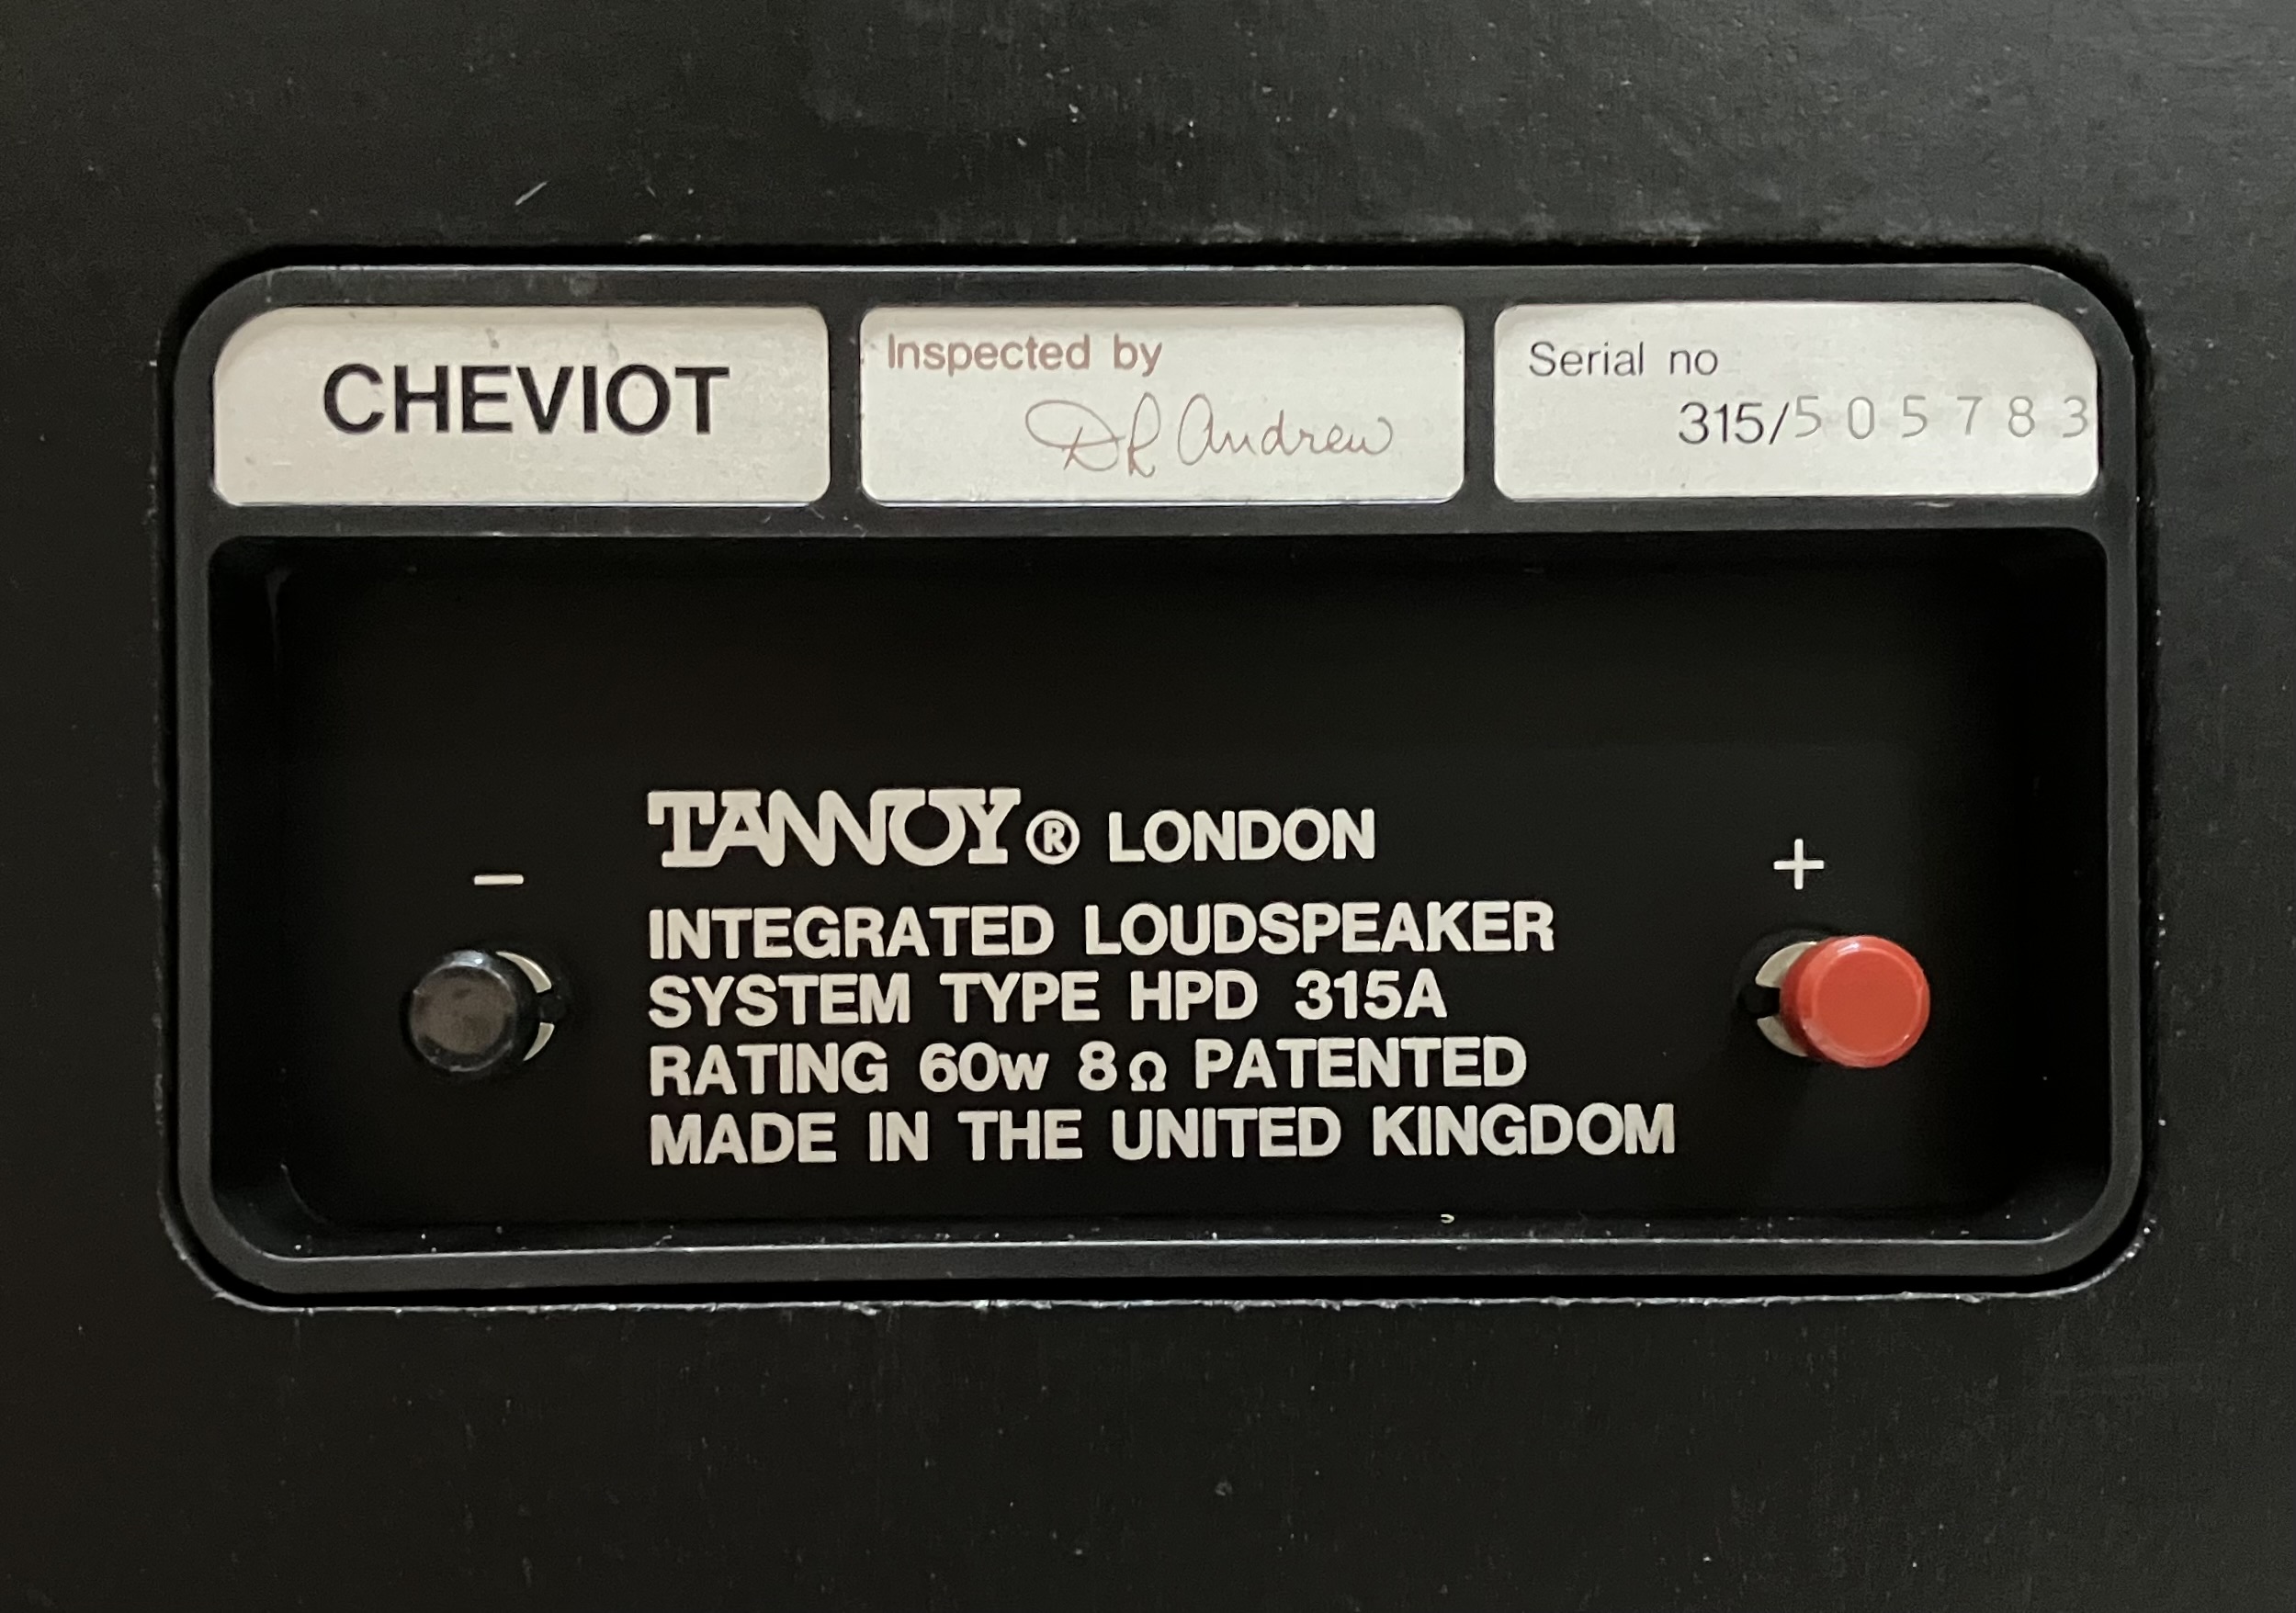 CHEVIOT
Inspected by
DR Andrew
Serial no
315/505783
TANNOY® LONDON
INTEGRATED LOUDSPEAKER
SYSTEM TYPE HPD 315A
RATING 60w 8Ω PATENTED
MADE IN THE UNITED KINGDOM
−
+